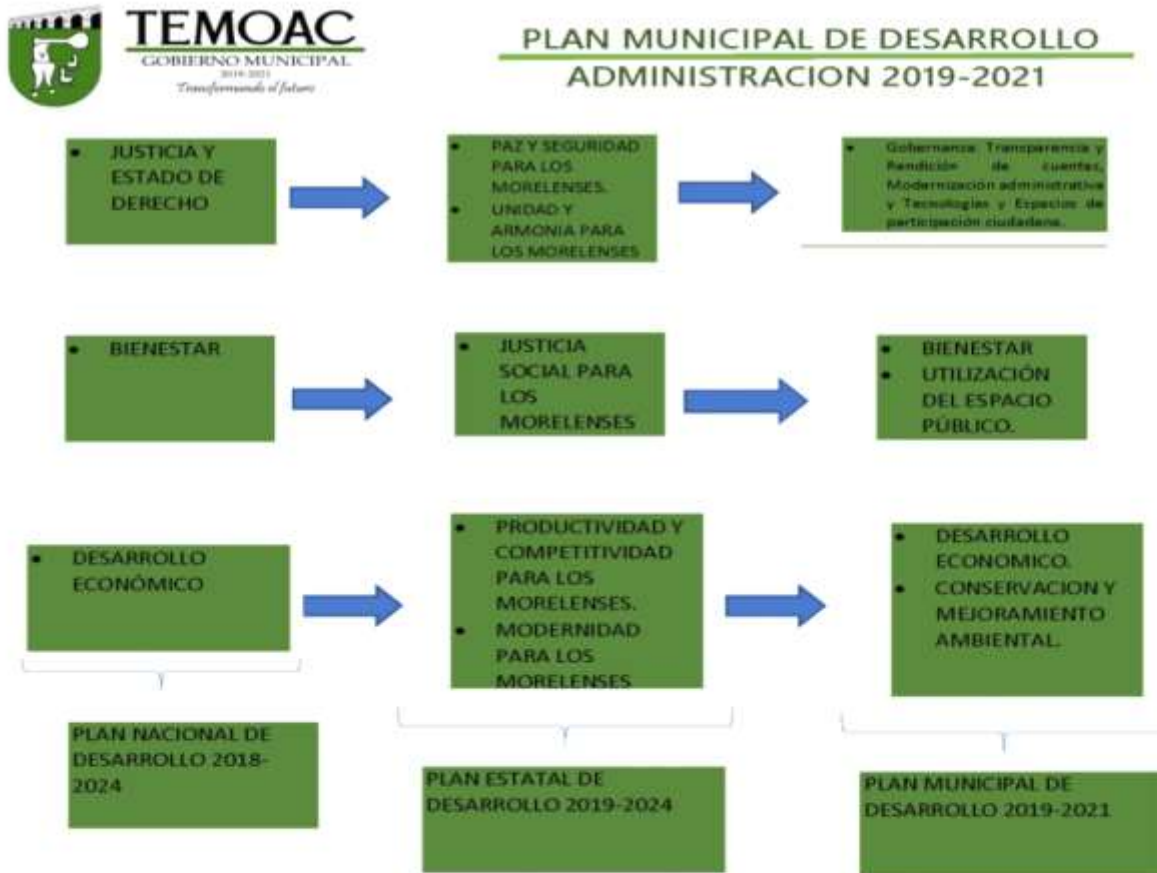 TEMOAC
GOBIERNO MUNICIPAL
2019-2021
Transformando el futuro
PLAN MUNICIPAL DE DESARROLLO
ADMINISTRACION 2019-2021
• JUSTICIA Y
ESTADO DE
DERECHO
• PAZ Y SEGURIDAD
PARA LOS
MORELENSES.
• UNIDAD Y
ARMONIA PARA
LOS MORELENSES
• Gobernanza: Transparencia y
Rendición de cuentes,
Modernización administrativa
y Tecnologías y Espacios de
participación ciudadana.
• BIENESTAR
• JUSTICIA
SOCIAL PARA
LOS
MORELENSES
• BIENESTAR
• UTILIZACIÓN
DEL ESPACIO
PÚBLICO.
• DESARROLLO
ECONÓMICO
• PRODUCTIVIDAD Y
COMPETITIVIDAD
PARA LOS
MORELENSES.
• MODERNIDAD
PARA LOS
MORELENSES
• DESARROLLO
ECONOMICO.
• CONSERVACION Y
MEJORAMIENTO
AMBIENTAL.
PLAN NACIONAL DE
DESARROLLO 2018-
2024
PLAN ESTATAL DE
DESARROLLO 2019-2024
PLAN MUNICIPAL DE
DESARROLLO 2019-2021